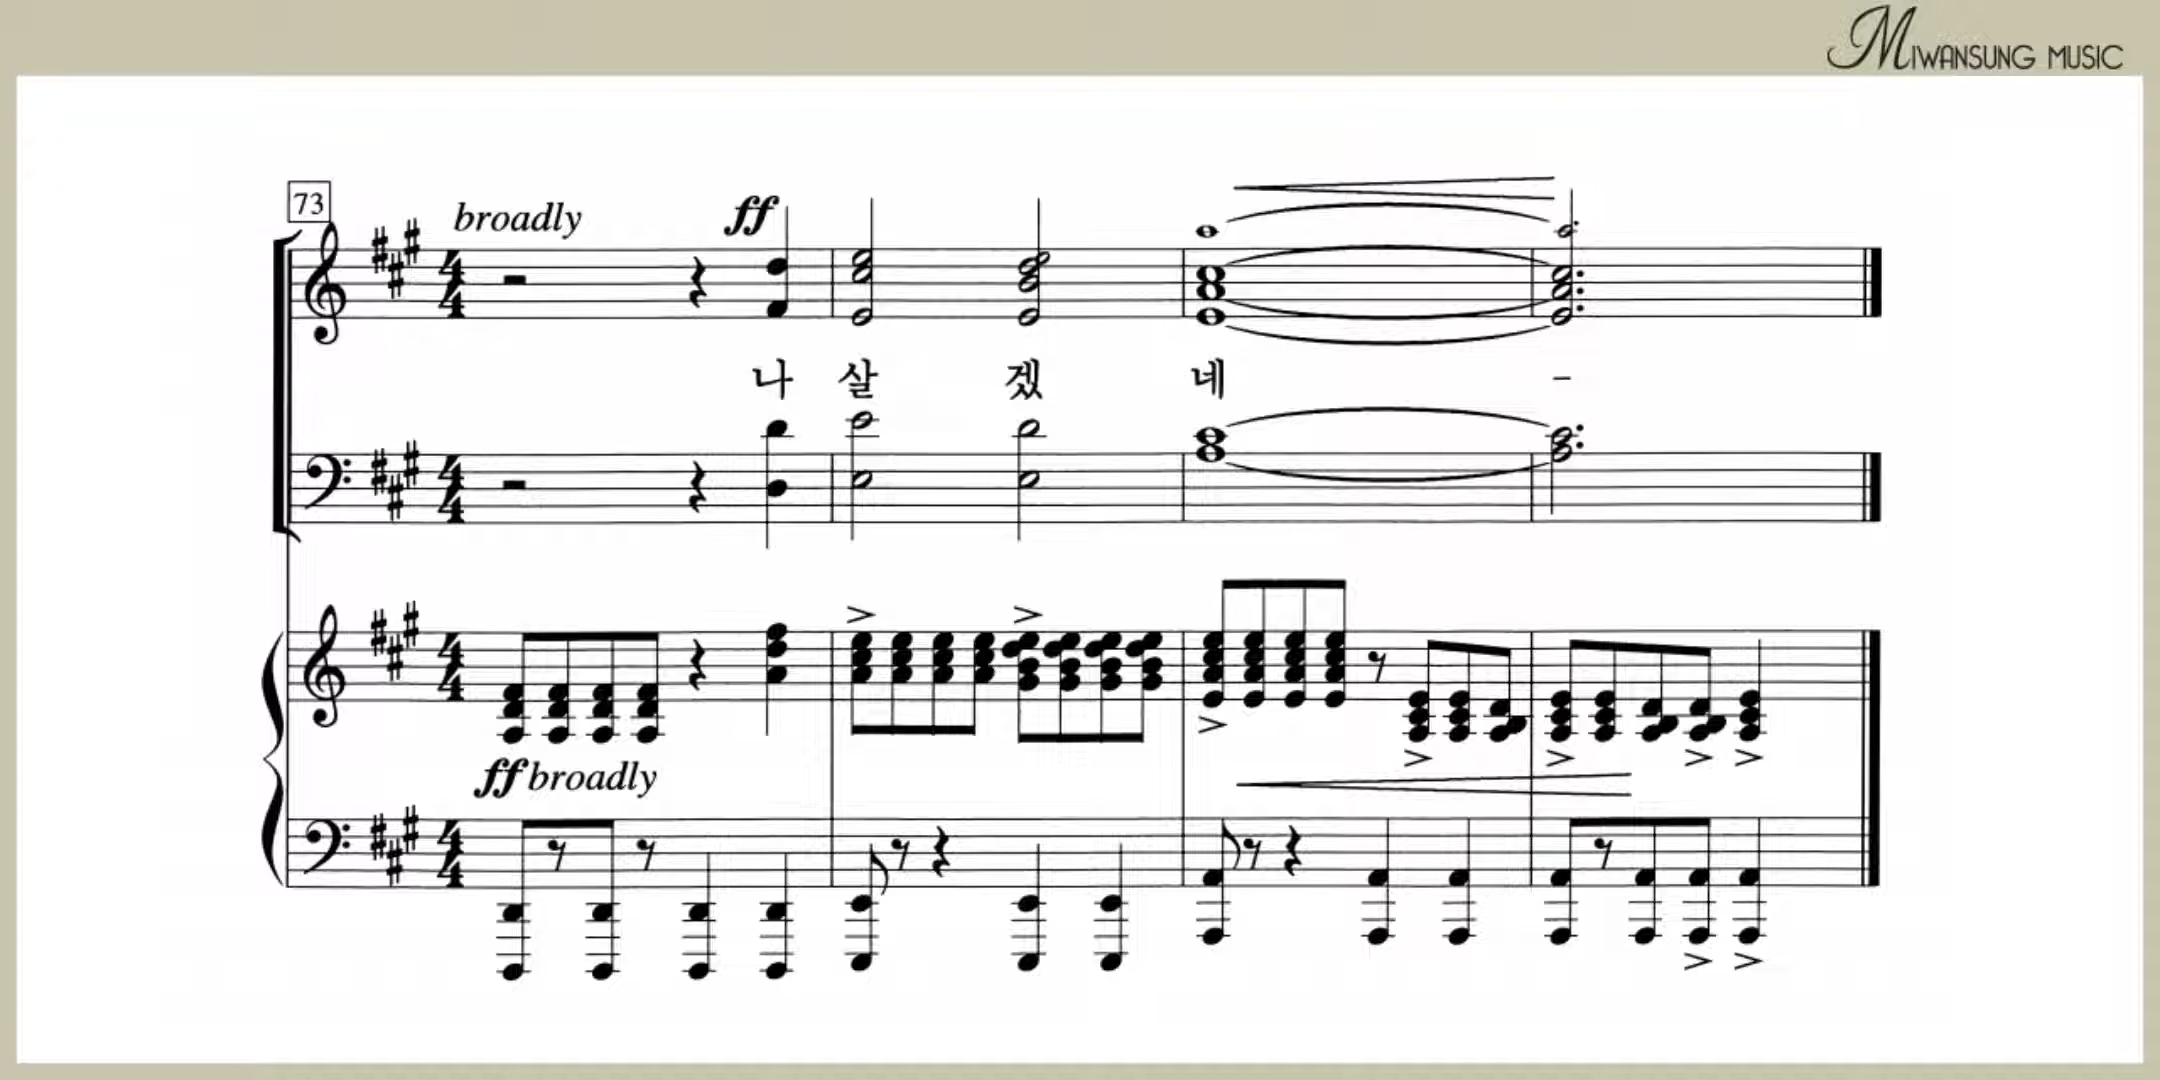 MIWANSUNG MUSIC
73
broadly ff
나 살 겠 네 -
ff broadly